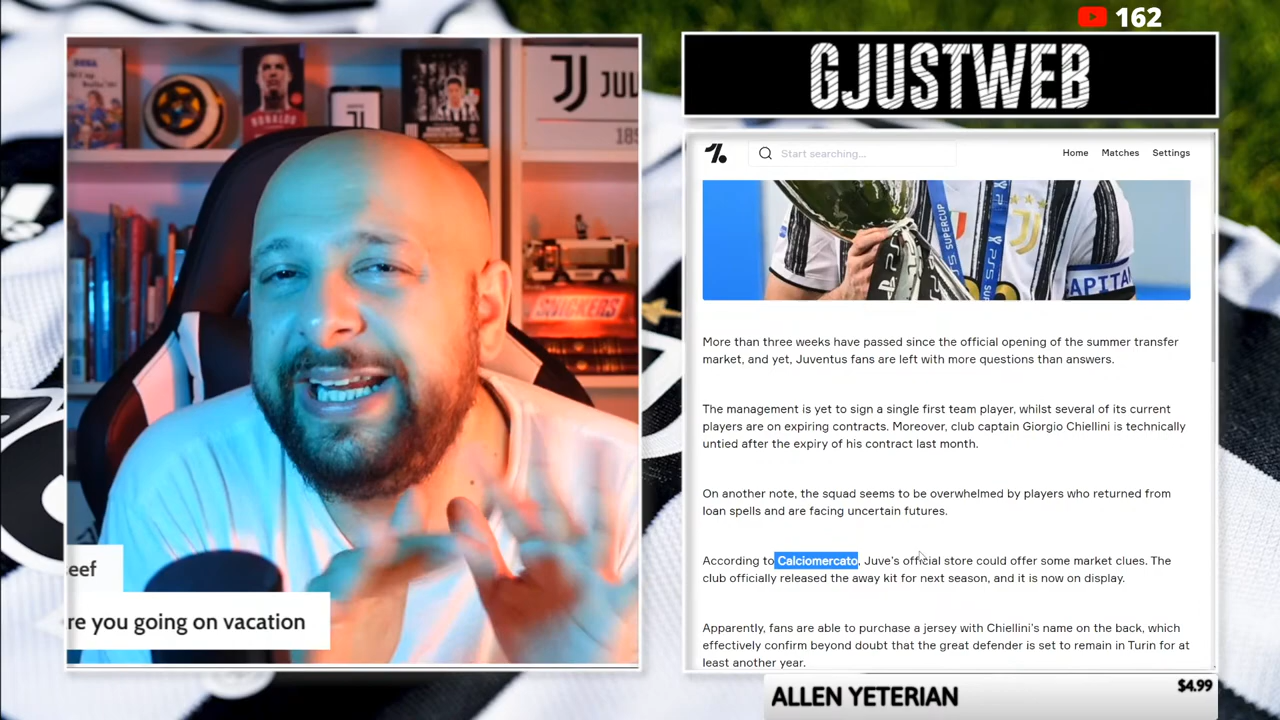 162
GJUSTWEB
SEGA
RONALDO
JU
SNICKERS
eef
re you going on vacation
Start searching...
Home Matches Settings
SUPERCUP
PS5
CAPITA
More than three weeks have passed since the official opening of the summer transfer
market, and yet, Juventus fans are left with more questions than answers.
The management is yet to sign a single first team player, whilst several of its current
players are on expiring contracts. Moreover, club captain Giorgio Chiellini is technically
untied after the expiry of his contract last month.
On another note, the squad seems to be overwhelmed by players who returned from
loan spells and are facing uncertain futures.
According to Calciomercato, Juve's official store could offer some market clues. The
club officially released the away kit for next season, and it is now on display.
Apparently, fans are able to purchase a jersey with Chiellini's name on the back, which
effectively confirm beyond doubt that the great defender is set to remain in Turin for at
least another year.
ALLEN YETERIAN
$4.99